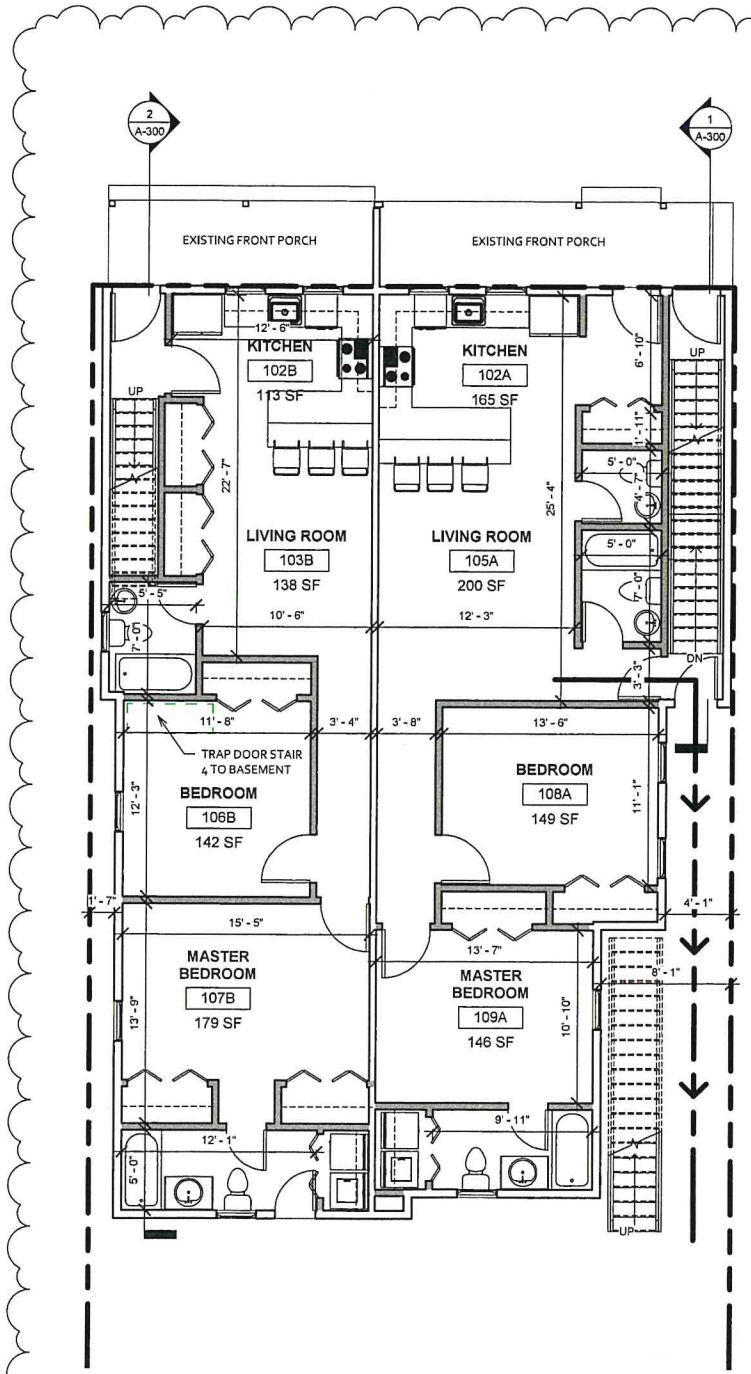 2
A-300
1
A-300
EXISTING FRONT PORCH
EXISTING FRONT PORCH
12' - 6"
KITCHEN
102B
113 SF
KITCHEN
102A
165 SF
UP
UP
6' - 10"
1' - 11"
22' - 7"
25' - 4"
5' - 0"
4' - 7"
LIVING ROOM
103B
138 SF
LIVING ROOM
105A
200 SF
5' - 0"
7' - 0"
5' - 5"
7' - 0"
10' - 6"
12' - 3"
3' - 3"
DN
11' - 8"
3' - 4"
3' - 8"
13' - 6"
TRAP DOOR STAIR
4 TO BASEMENT
12' - 3"
BEDROOM
106B
142 SF
BEDROOM
108A
149 SF
11' - 1"
1' - 7"
4' - 1"
15' - 5"
13' - 7"
MASTER
BEDROOM
107B
179 SF
13' - 9"
MASTER
BEDROOM
109A
146 SF
10' - 10"
8' - 1"
12' - 1"
9' - 11"
5' - 0"
UP